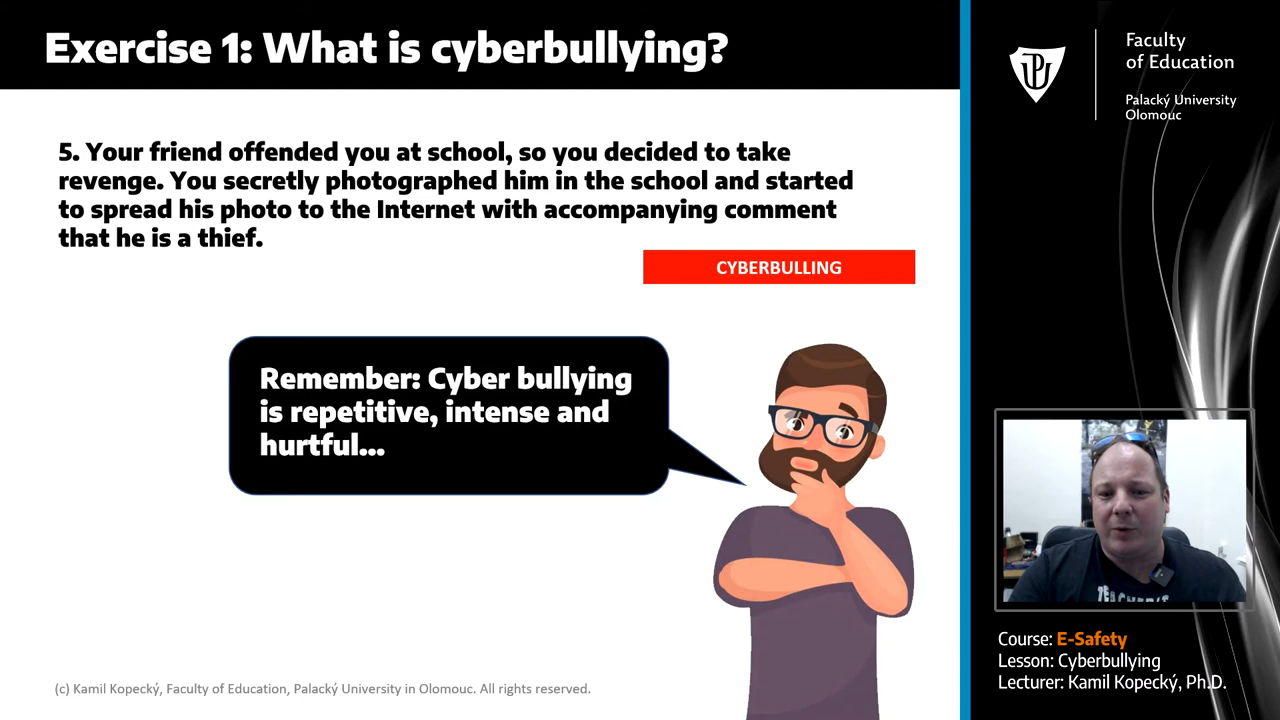 Exercise 1: What is cyberbullying?
5. Your friend offended you at school, so you decided to take
revenge. You secretly photographed him in the school and started
to spread his photo to the Internet with accompanying comment
that he is a thief.
CYBERBULLING
Remember: Cyber bullying
is repetitive, intense and
hurtful...
(c) Kamil Kopecký, Faculty of Education, Palacký University in Olomouc. All rights reserved.
Faculty
of Education
Palacký University
Olomouc
Course: E-Safety
Lesson: Cyberbullying
Lecturer: Kamil Kopecký, Ph.D.